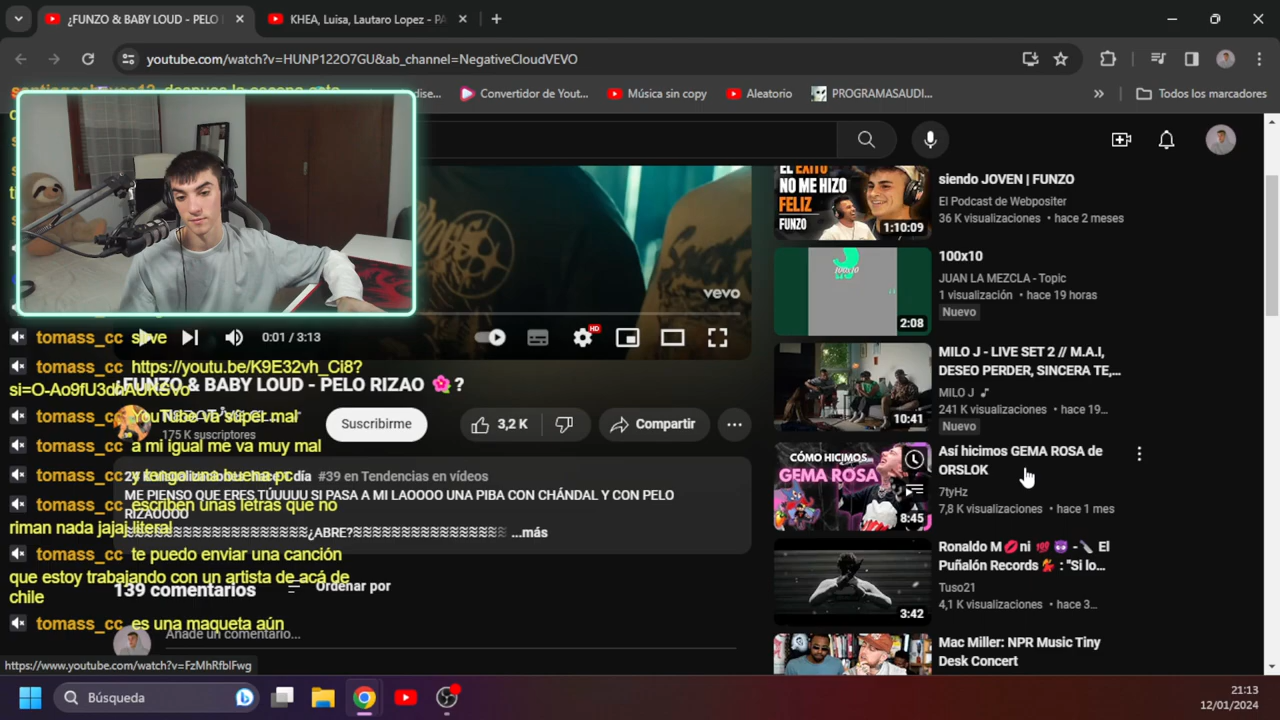 ¿FUNZO & BABY LOUD - PELO
KHEA, Luisa, Lautaro Lopez - PA
youtube.com/watch?v=HUNP122O7GU&ab_channel=NegativeCloudVEVO
Convertidor de Yout...
Música sin copy
Aleatorio
PROGRAMASAUDI...
Todos los marcadores
EL ÉXITO
NO ME HIZO
FELIZ
FUNZO
1:10:09
siendo JOVEN | FUNZO
El Podcast de Webpositer
36 K visualizaciones • hace 2 meses
100x10
2:08
100x10
JUAN LA MEZCLA - Topic
1 visualización • hace 19 horas
Nuevo
vevo
0:01 / 3:13
HD
tomass_cc sirve
tomass_cc https://youtu.be/K9E32vh_Ci8?
¿FUNZO & BABY LOUD - PELO RIZAO 🌺?
tomass_cc YouTube va super mal
175 K suscriptores
Suscribirme
3,2 K
Compartir
tomass_cc a mi igual me va muy mal
tomass_cc y tengo una buena pc
#39 en Tendencias en vídeos
ME PIENSO QUE ERES TÚUUUU SI PASA A MI LAOOOO UNA PIBA CON CHÁNDAL Y CON PELO
RIZAOOOO
tomass_cc escriben unas letras que no
riman nada jajaj literal
≋≋≋≋≋≋≋≋≋≋≋≋≋≋≋¿ABRE?≋≋≋≋≋≋≋≋≋≋≋≋≋≋≋ ...más
tomass_cc te puedo enviar una canción
que estoy trabajando con un artista de acá de
chile
139 comentarios
Ordenar por
tomass_cc es una maqueta aún
Añade un comentario...
10:41
MILO J - LIVE SET 2 // M.A.I,
DESEO PERDER, SINCERA TE,...
MILO J
241 K visualizaciones • hace 19...
Nuevo
CÓMO HICIMOS...
GEMA ROSA
8:45
Así hicimos GEMA ROSA de
ORSLOK
7tyHz
7,8 K visualizaciones • hace 1 mes
3:42
Ronaldo M💋ni 💯 😈 -🔪 El
Puñalón Records 💃 : "Si lo...
Tuso21
4,1 K visualizaciones • hace 3...
Mac Miller: NPR Music Tiny
Desk Concert
https://www.youtube.com/watch?v=FzMhRfblFwg
Búsqueda
21:13
12/01/2024